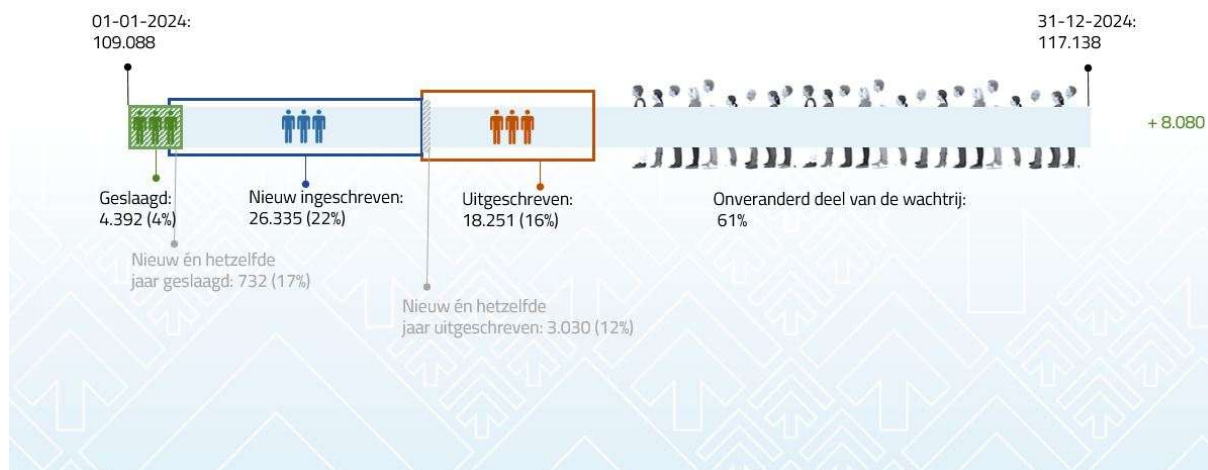 01-01-2024:
109.088
31-12-2024:
117.138
+ 8.080
Geslaagd:
4.392 (4%)
Nieuw ingeschreven:
26.335 (22%)
Uitgeschreven:
18.251 (16%)
Onveranderd deel van de wachtrij:
61%
Nieuw én hetzelfde
jaar geslaagd: 732 (17%)
Nieuw én hetzelfde
jaar uitgeschreven: 3.030 (12%)